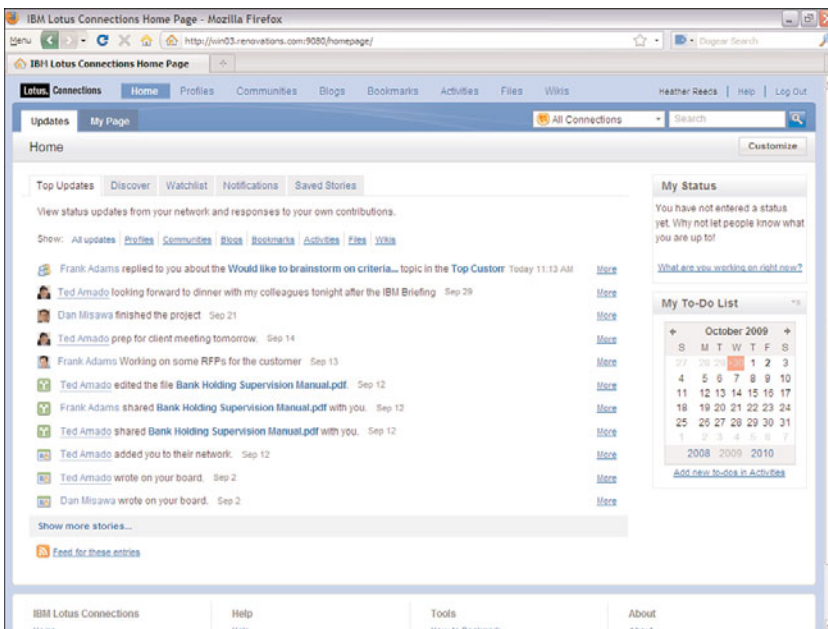 IBM Lotus Connections Home Page - Mozilla Firefox
Menu http://win03.renovations.com:9080/homepage/ Dogear Search
IBM Lotus Connections Home Page
Lotus. Connections Home Profiles Communities Blogs Bookmarks Activities Files Wikis Heather Reeds | Help | Log Out
Updates My Page All Connections Search
Home Customize
Top Updates Discover Watchlist Notifications Saved Stories
View status updates from your network and responses to your own contributions.
Show: All updates Profiles Communities Blogs Bookmarks Activities Files Wikis
Frank Adams replied to you about the Would like to brainstorm on criteria... topic in the Top Custom Today 11:13 AM More
Ted Amado looking forward to dinner with my colleagues tonight after the IBM Briefing Sep 29 More
Dan Misawa finished the project Sep 21 More
Ted Amado prep for client meeting tomorrow. Sep 14 More
Frank Adams Working on some RFPs for the customer Sep 13 More
Ted Amado edited the file Bank Holding Supervision Manual.pdf. Sep 12 More
Frank Adams shared Bank Holding Supervision Manual.pdf with you. Sep 12 More
Ted Amado shared Bank Holding Supervision Manual.pdf with you. Sep 12 More
Ted Amado added you to their network. Sep 12 More
Ted Amado wrote on your board. Sep 2 More
Dan Misawa wrote on your board. Sep 2 More
Show more stories...
Feed for these entries
My Status
You have not entered a status
yet. Why not let people know what
you are up to!
What are you working on right now?
My To-Do List
October 2009
S M T W T F S
27 28 29 30 1 2 3
4 5 6 7 8 9 10
11 12 13 14 15 16 17
18 19 20 21 22 23 24
25 26 27 28 29 30 31
1 2 3 4 5 6 7
2008 2009 2010
Add new to-dos in Activities
IBM Lotus Connections Help Tools About